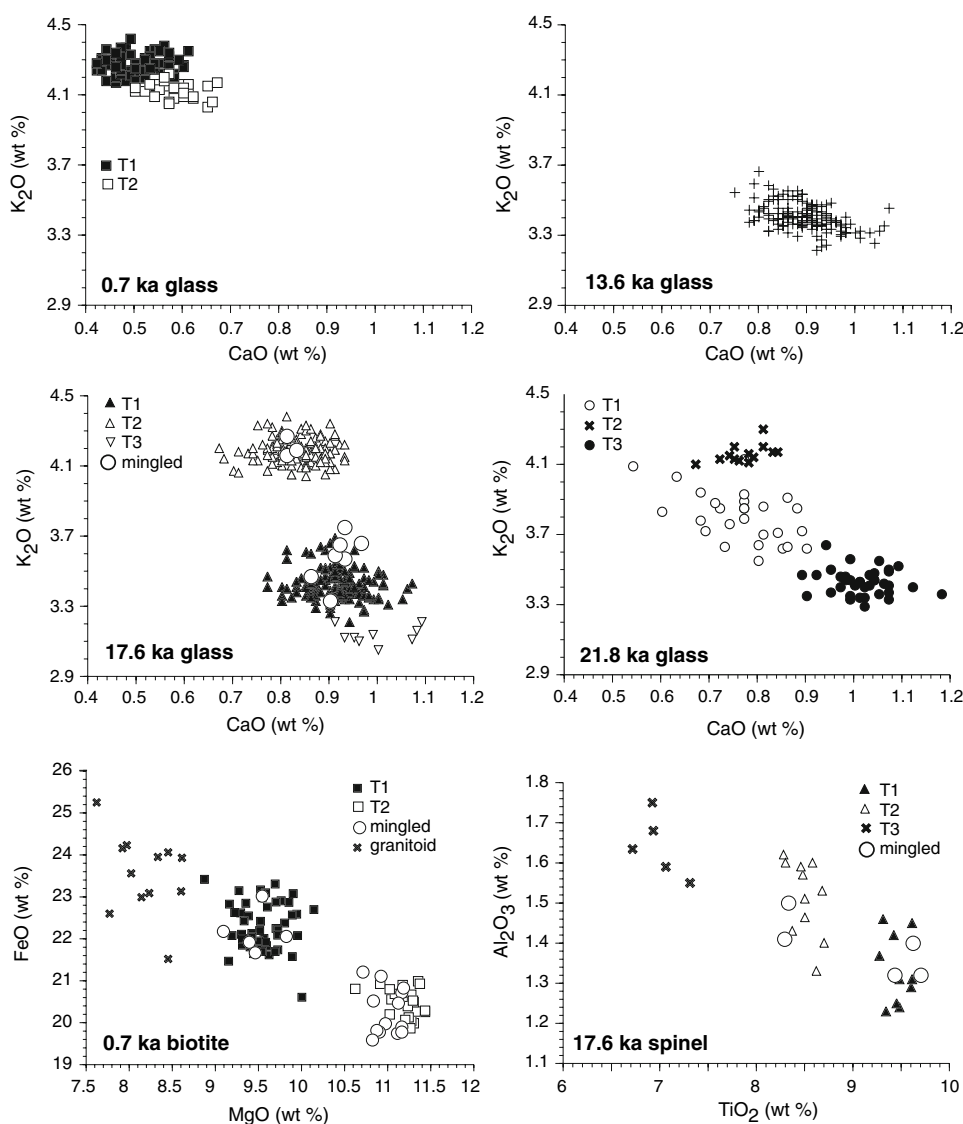 4.5
4.1
3.7
3.3
2.9
K2O (wt %)
T1
T2
0.7 ka glass
0.4 0.5 0.6 0.7 0.8 0.9 1 1.1 1.2
CaO (wt %)
4.5
4.1
3.7
3.3
2.9
K2O (wt %)
13.6 ka glass
0.4 0.5 0.6 0.7 0.8 0.9 1 1.1 1.2
CaO (wt %)
4.5
4.1
3.7
3.3
2.9
K2O (wt %)
T1
T2
T3
mingled
17.6 ka glass
0.4 0.5 0.6 0.7 0.8 0.9 1 1.1 1.2
CaO (wt %)
4.5
4.1
3.7
3.3
2.9
K2O (wt %)
T1
T2
T3
21.8 ka glass
0.4 0.5 0.6 0.7 0.8 0.9 1 1.1 1.2
CaO (wt %)
26
25
24
23
22
21
20
19
FeO (wt %)
T1
T2
mingled
granitoid
0.7 ka biotite
7.5 8 8.5 9 9.5 10 10.5 11 11.5 12
MgO (wt %)
1.8
1.7
1.6
1.5
1.4
1.3
1.2
1.1
Al2O3 (wt %)
T1
T2
T3
mingled
17.6 ka spinel
6 7 8 9 10
TiO2 (wt %)